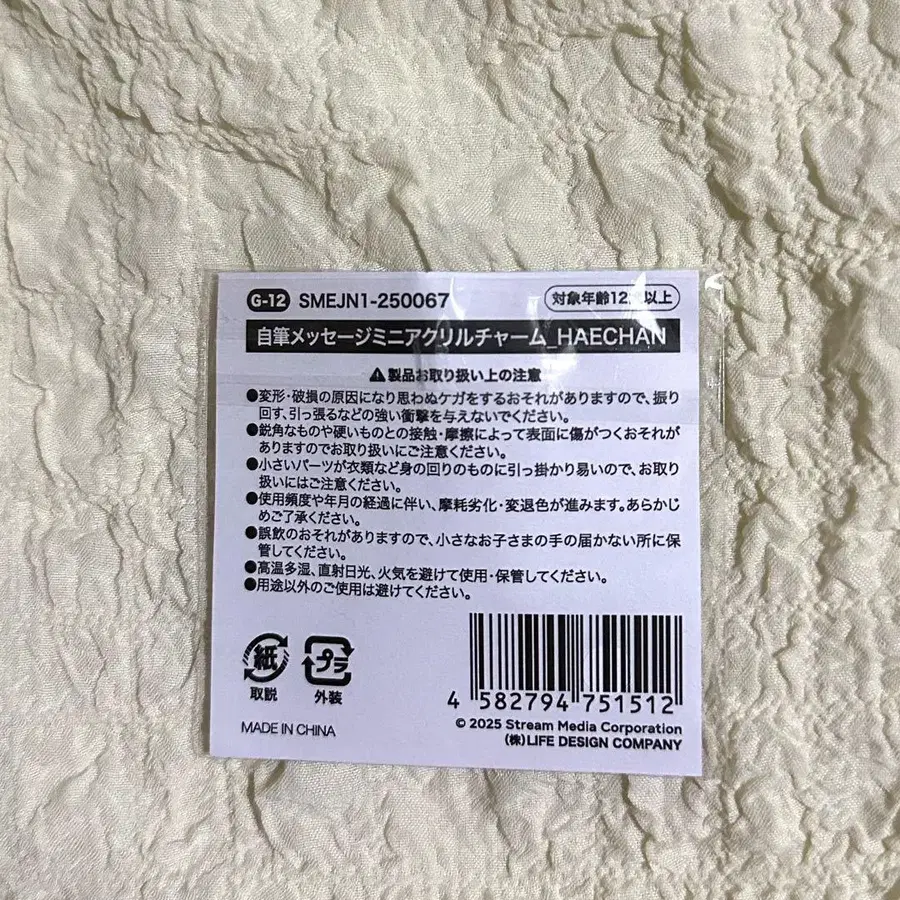 G-12 SMEJN1-250067 対象年齢12歳以上
自筆メッセージミニアクリルチャーム_HAECHAN
⚠製品お取り扱い上の注意
●変形・破損の原因になり思わぬケガをするおそれがありますので、振り
回す、引っ張るなどの強い衝撃を与えないでください。
●鋭角なものや硬いものとの接触・摩擦によって表面に傷がつくおそれが
ありますのでお取り扱いにご注意ください。
●小さいパーツが衣類など身の回りのものに引っ掛かり易いので、お取り
扱いにはご注意ください。
●使用頻度や年月の経過に伴い、摩耗劣化・変退色が進みます。あらかじ
めご了承ください。
●誤飲のおそれがありますので、小さなお子さまの手の届かない所に保
管してください。
●高温多湿、直射日光、火気を避けて使用・保管してください。
●用途以外のご使用は避けてください。
紙 プラ
取説 外装
4 582794 751512
MADE IN CHINA
© 2025 Stream Media Corporation
(株)LIFE DESIGN COMPANY